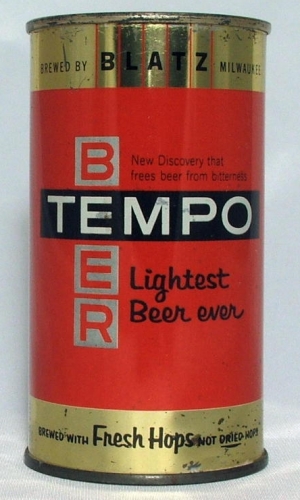 BREWED BY BLATZ MILWAUKEE
New Discovery that
frees beer from bitterness
BEER
TEMPO
Lightest
Beer ever
BREWED WITH Fresh Hops NOT DRIED HOPS